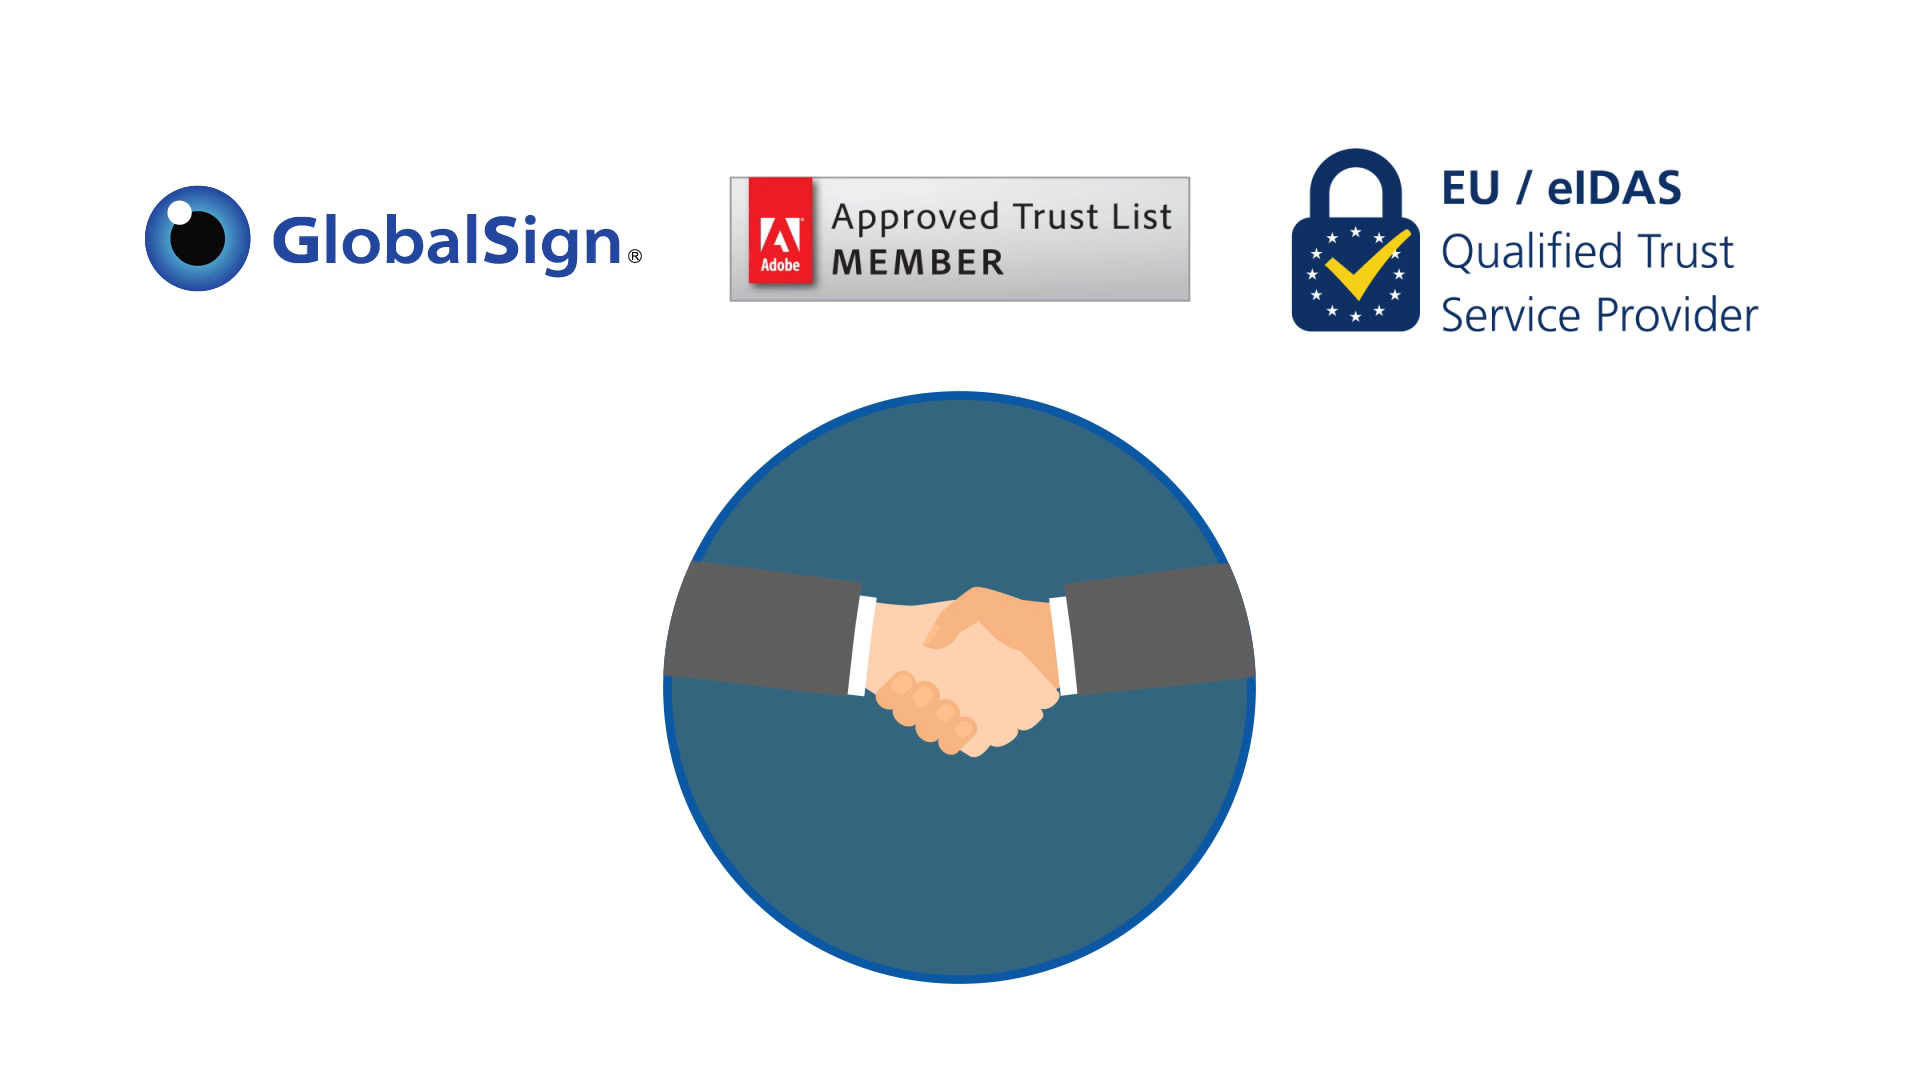 GlobalSign®
Adobe
Approved Trust List
MEMBER
EU / eIDAS
Qualified Trust
Service Provider